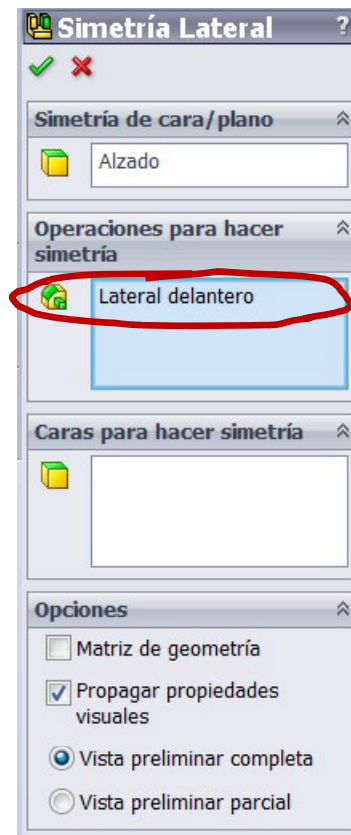 Simetría Lateral ?
Simetría de cara/plano
Alzado
Operaciones para hacer
simetría
Lateral delantero
Caras para hacer simetría
Opciones
Matriz de geometría
Propagar propiedades
visuales
Vista preliminar completa
Vista preliminar parcial